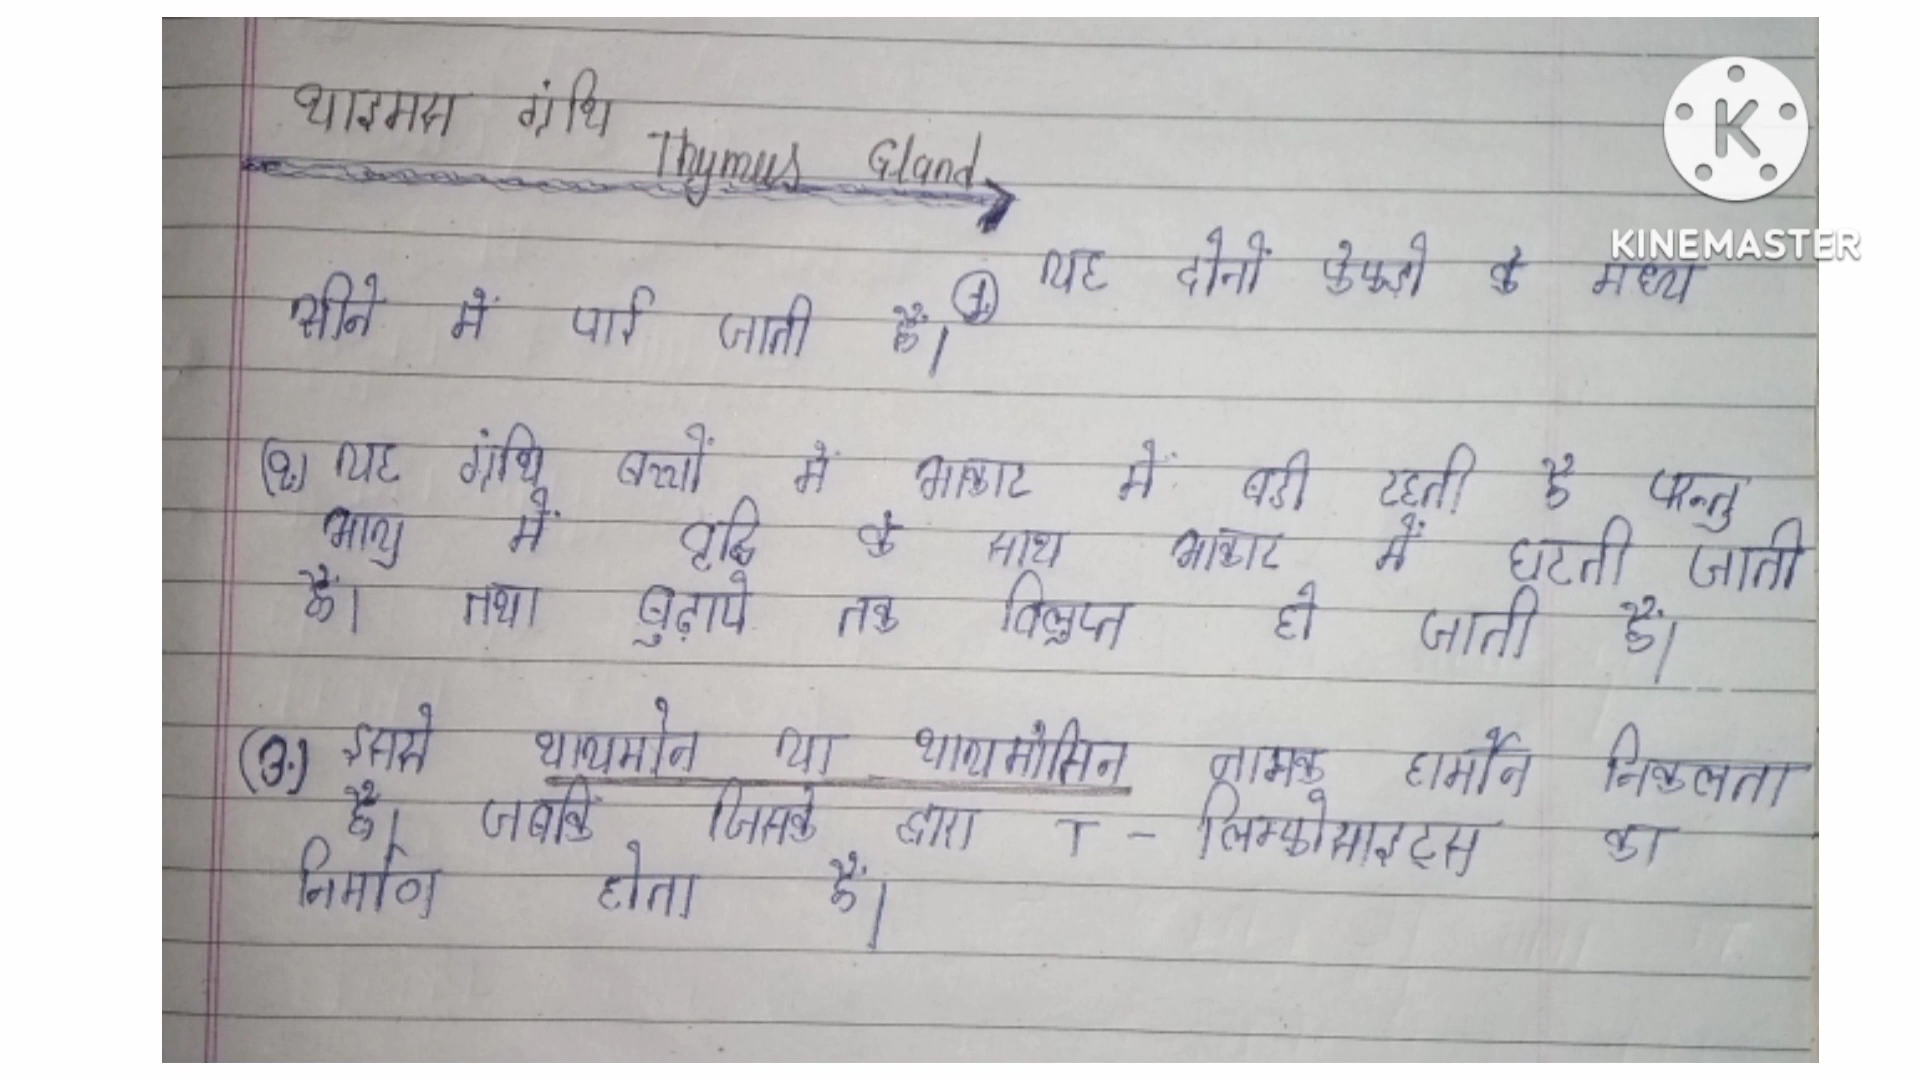 थाइमस ग्रंथि
Thymus Gland
KINEMASTER
① यह दोनों फेफड़ो के मध्य
सीने में पाई जाती हैं।
(2.) यह ग्रंथि बच्चों में आकार में बडी रहती है परन्तु
आयु में वृद्धि के साथ आकार में घटती जाती
हैं। तथा बुढ़ापे तक विलुप्त हो जाती हैं।
(3.) इससे थायमोन या थायमोसिन नामक हार्मोन निकलता
हैं। जबकि जिसके द्वारा T - लिम्फोसाइट्स का
निर्माण होता हैं।